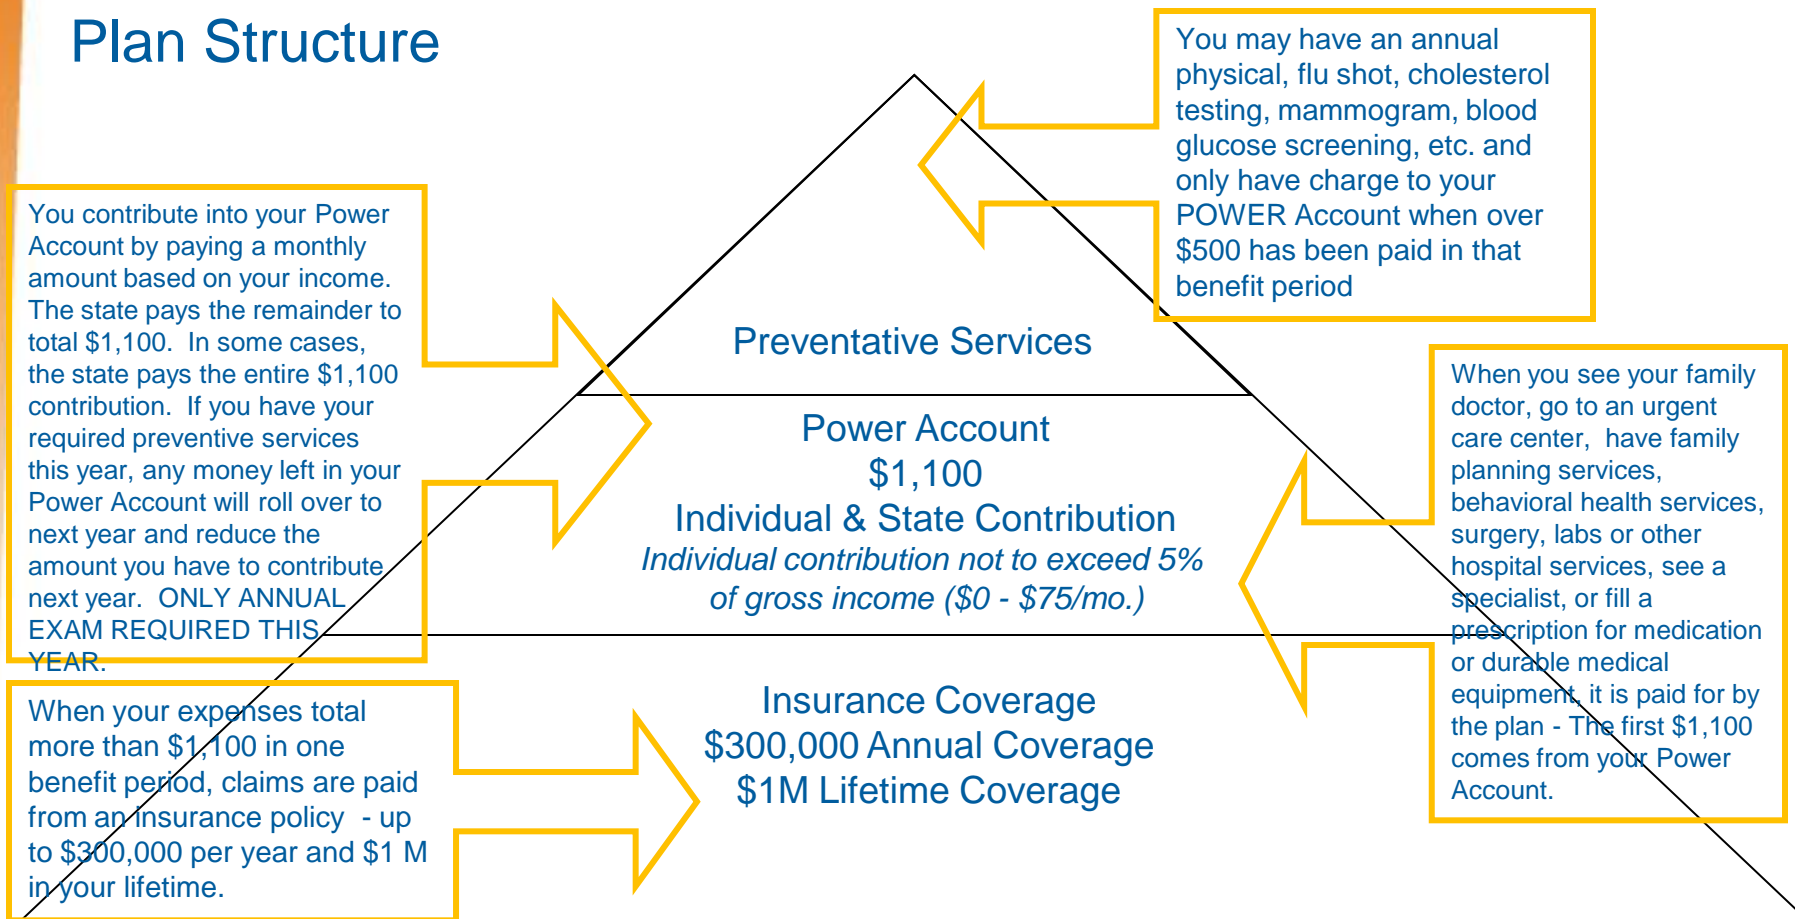 Plan Structure
You may have an annual
physical, flu shot, cholesterol
testing, mammogram, blood
glucose screening, etc. and
only have charge to your
POWER Account when over
$500 has been paid in that
benefit period
You contribute into your Power
Account by paying a monthly
amount based on your income.
The state pays the remainder to
total $1,100.  In some cases,
the state pays the entire $1,100
contribution.  If you have your
required preventive services
this year, any money left in your
Power Account will roll over to
next year and reduce the
amount you have to contribute
next year.  ONLY ANNUAL
EXAM REQUIRED THIS
YEAR.
Preventative Services
Power Account
$1,100
Individual & State Contribution
Individual contribution not to exceed 5%
of gross income ($0 - $75/mo.)
When you see your family
doctor, go to an urgent
care center,  have family
planning services,
behavioral health services,
surgery, labs or other
hospital services, see a
specialist, or fill a
prescription for medication
or durable medical
equipment, it is paid for by
the plan - The first $1,100
comes from your Power
Account.
When your expenses total
more than $1,100 in one
benefit period, claims are paid
from an insurance policy  - up
to $300,000 per year and $1 M
in your lifetime.
Insurance Coverage
$300,000 Annual Coverage
$1M Lifetime Coverage